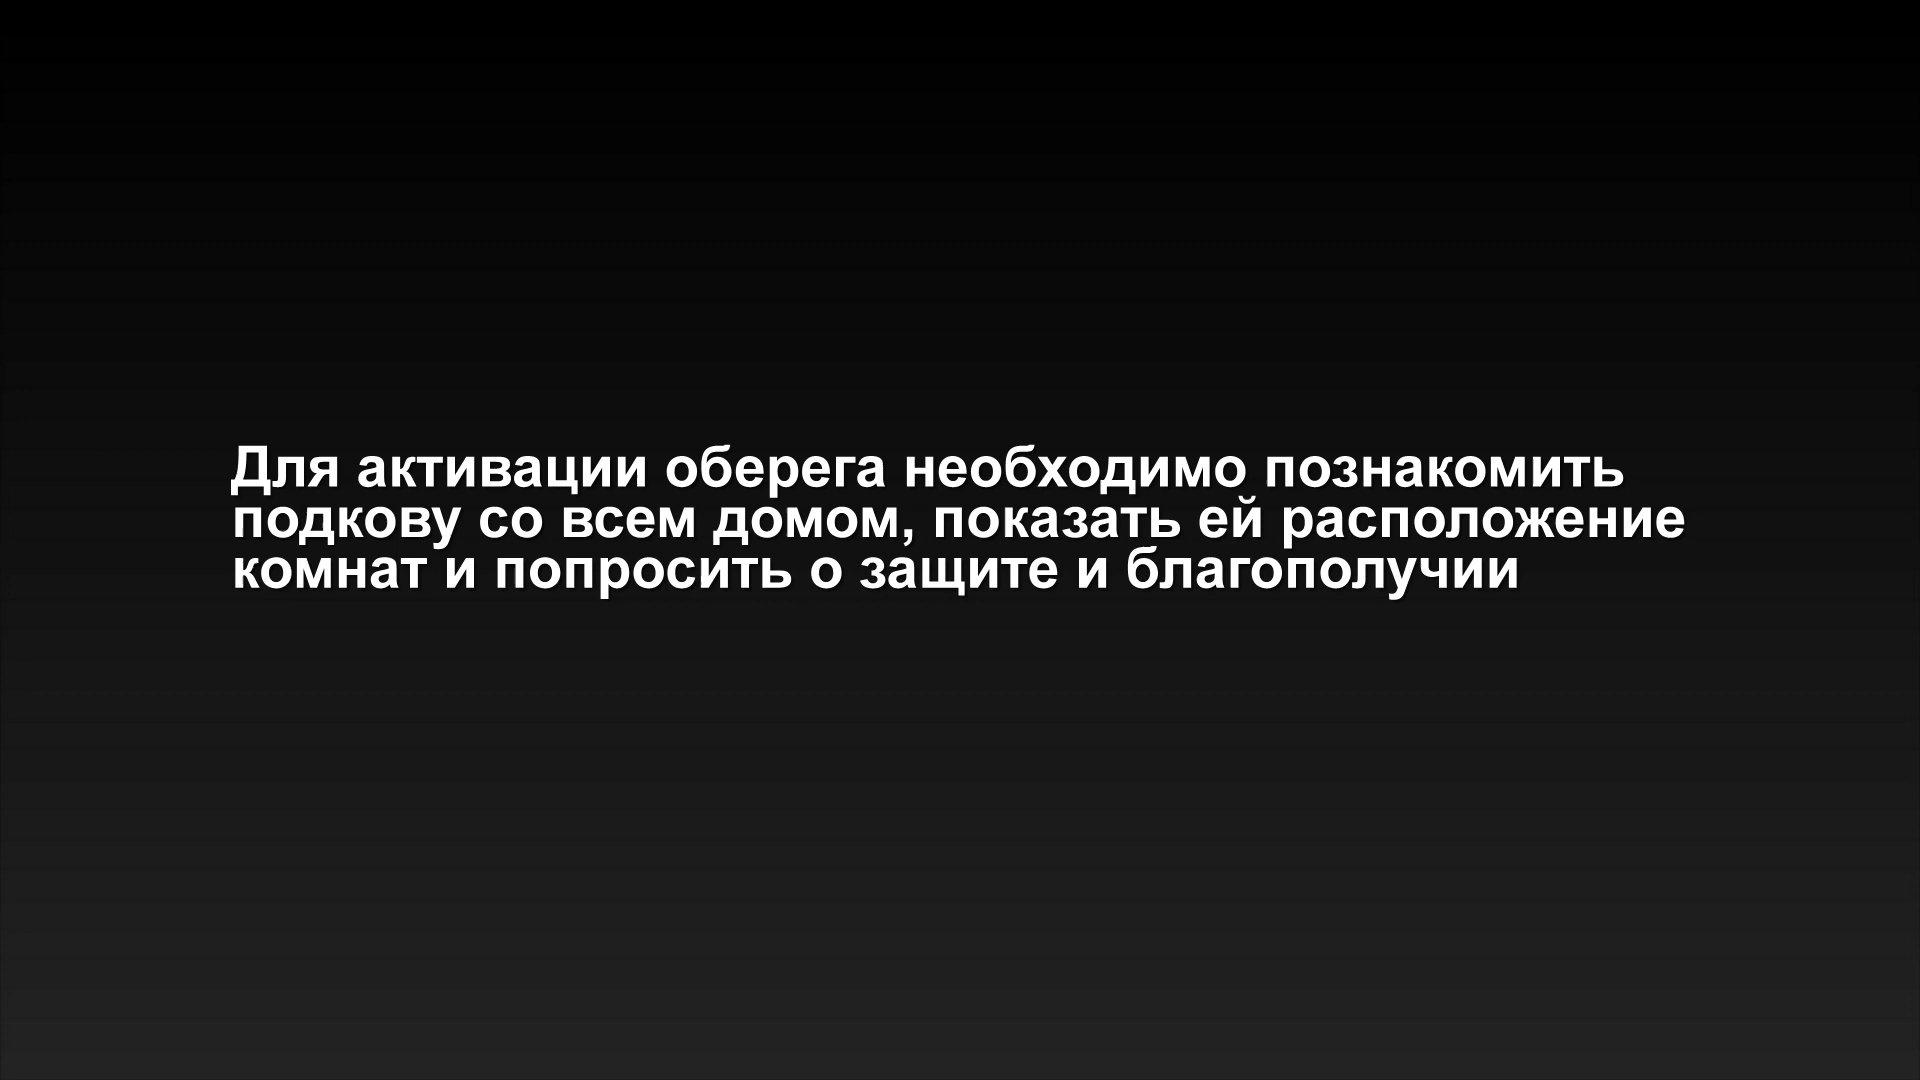 Для активации оберега необходимо познакомить
подкову со всем домом, показать ей расположение
комнат и попросить о защите и благополучии